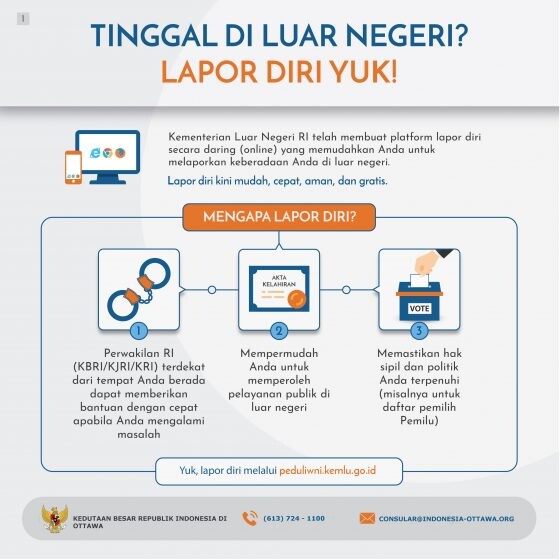 1
TINGGAL DI LUAR NEGERI?
LAPOR DIRI YUK!
Kementerian Luar Negeri RI telah membuat platform lapor diri
secara daring (online) yang memudahkan Anda untuk
melaporkan keberadaan Anda di luar negeri.
Lapor diri kini mudah, cepat, aman, dan gratis.
MENGAPA LAPOR DIRI?
1
Perwakilan RI
(KBRI/KJRI/KRI) terdekat
dari tempat Anda berada
dapat memberikan
bantuan dengan cepat
apabila Anda mengalami
masalah
AKTA
KELAHIRAN
2
Mempermudah
Anda untuk
memperoleh
pelayanan publik di
luar negeri
VOTE
3
Memastikan hak
sipil dan politik
Anda terpenuhi
(misalnya untuk
daftar pemilih
Pemilu)
Yuk, lapor diri melalui peduliwni.kemlu.go.id
KEDUTAAN BESAR REPUBLIK INDONESIA DI
OTTAWA
(613) 724 - 1100
CONSULAR@INDONESIA-OTTAWA.ORG